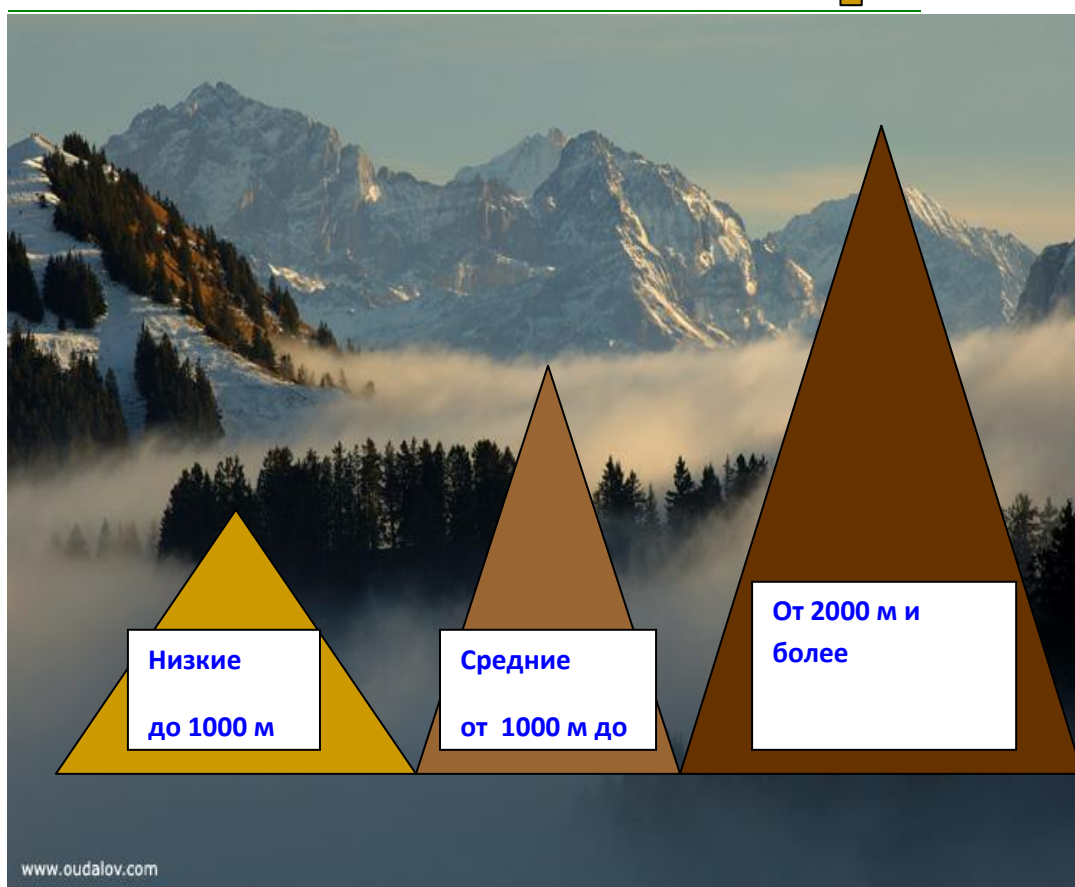 Низкие
до 1000 м
Средние
от 1000 м до
От 2000 м и
более
www.oudalov.com